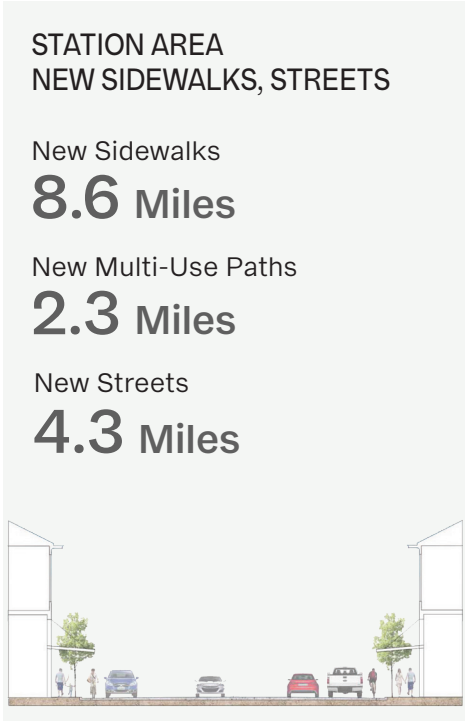 STATION AREA
NEW SIDEWALKS, STREETS
New Sidewalks
8.6 Miles
New Multi-Use Paths
2.3 Miles
New Streets
4.3 Miles